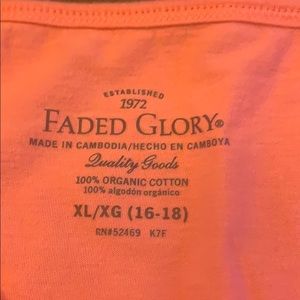 ESTABLISHED
1972
FADED GLORY®
MADE IN CAMBODIA/HECHO EN CAMBOYA
Quality Goods
100% ORGANIC COTTON
100% algodón orgánico
XL/XG (16-18)
RN#52469 K7F